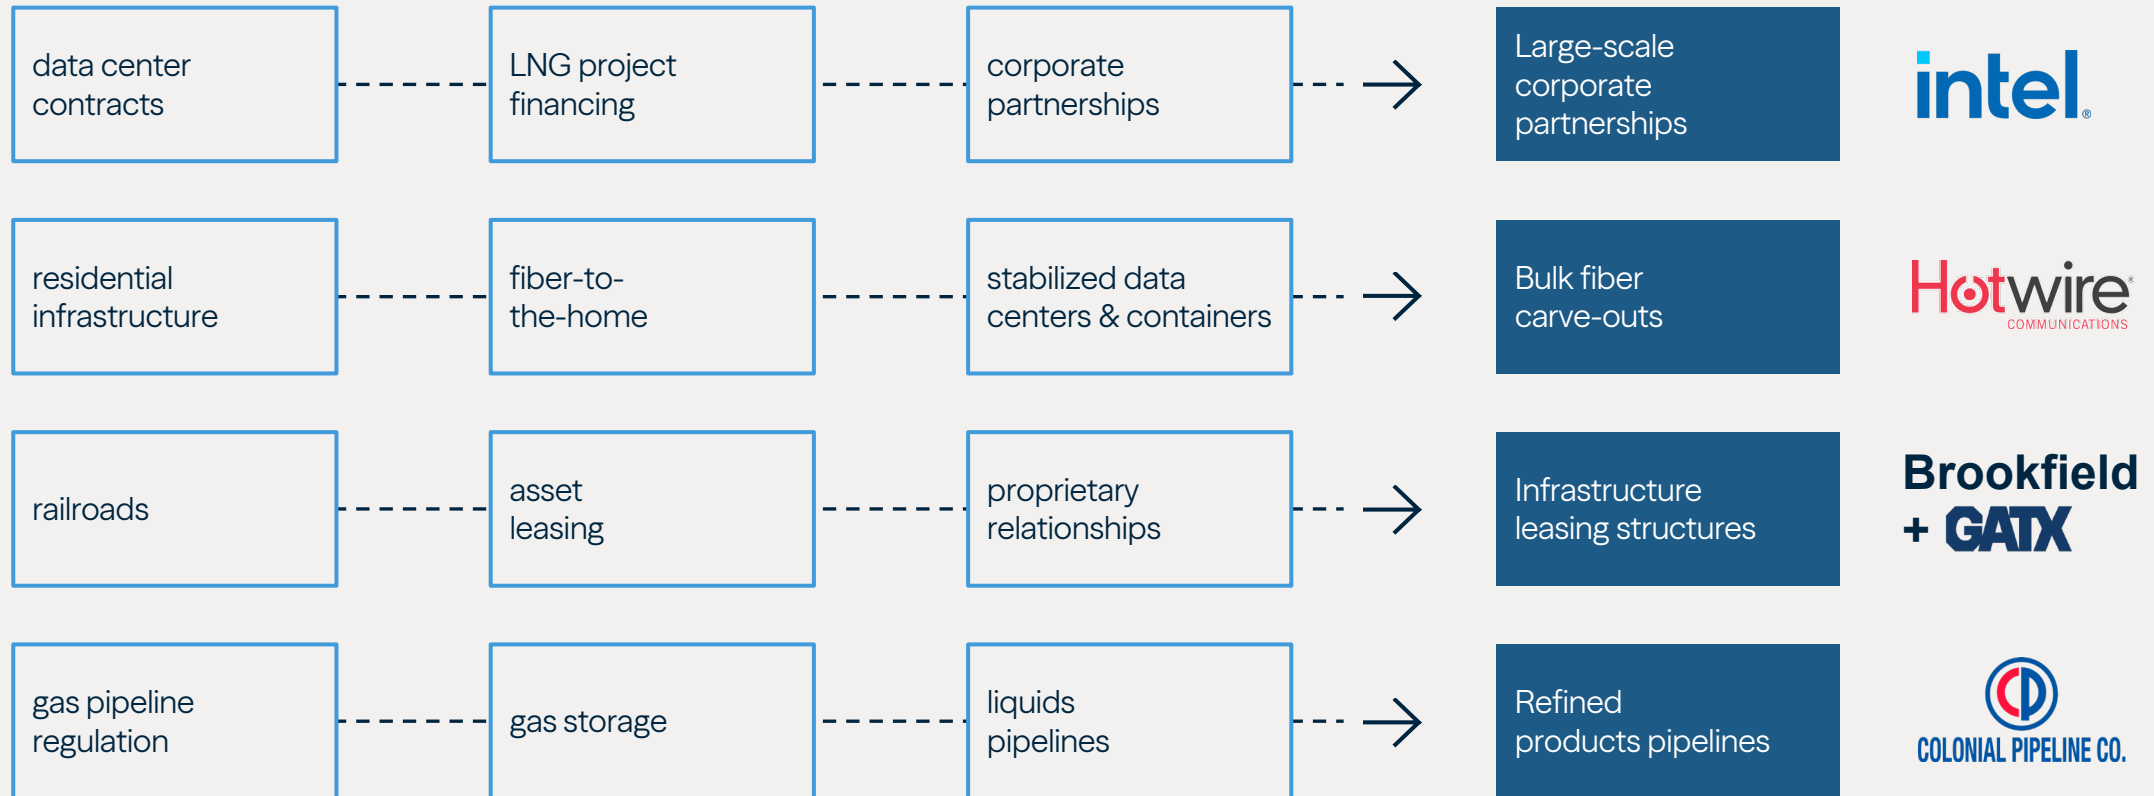 data center
contracts
LNG project
financing
corporate
partnerships
Large-scale
corporate
partnerships
intel®
residential
infrastructure
fiber-to-
the-home
stabilized data
centers & containers
Bulk fiber
carve-outs
Hotwire®
COMMUNICATIONS
railroads
asset
leasing
proprietary
relationships
Infrastructure
leasing structures
Brookfield
+ GATX
gas pipeline
regulation
gas storage
liquids
pipelines
Refined
products pipelines
CP
COLONIAL PIPELINE CO.